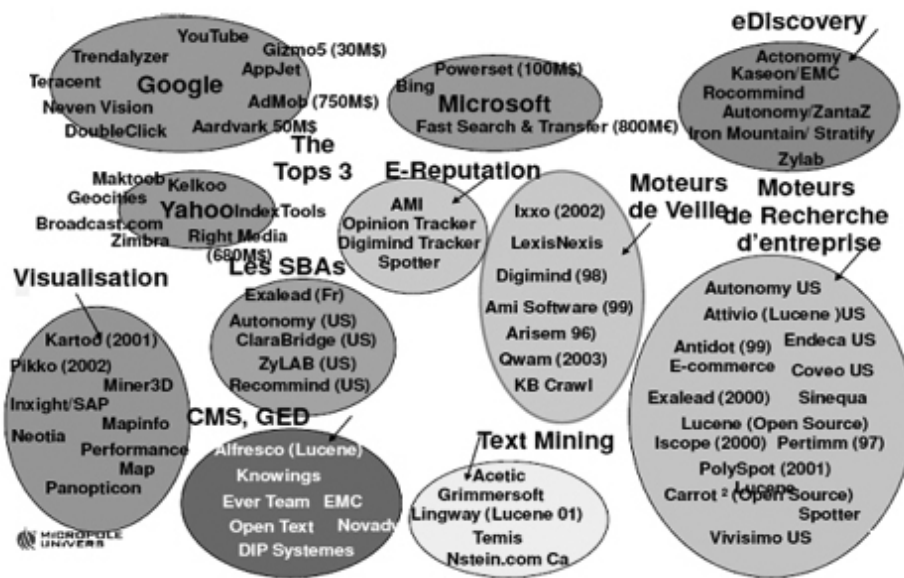 YouTube
Trendalyzer
Gizmo5 (30M$)
AppJet
Teracent
Google
Neven Vision
AdMob (750M$)
DoubleClick
Aardvark 50M$
Powerset (100M$)
Bing
Microsoft
Fast Search & Transfer (800M€)
eDIscovery
Actonomy
Kaseon/EMC
Rocommind
Autonomy/ZantaZ
Iron Mountain/ Stratify
Zylab
The
Tops 3
Maktoob
Kelkoo
Geocities
Yahoo
IndexTools
Broadcast.com
Zimbra
Right Media
(680M$)
E-Reputation
AMI
Opinion Tracker
Digimind Tracker
Spotter
Moteurs
de Veille
Ixxo (2002)
LexisNexis
Digimind (98)
Ami Software (99)
Arisem 96)
Qwam (2003)
KB Crawl
Moteurs
de Recherche
d'entreprise
Autonomy US
Attivio (Lucene )US
Endeca US
Antidot (99)
E-commerce
Coveo US
Exalead (2000)
Sinequa
Lucene (Open Source)
Iscope (2000)
Pertimm (97)
PolySpot (2001)
Lucene
Carrot ² (Open Source)
Spotter
Vivisimo US
Visualisation
Kartoo (2001)
Pikko (2002)
Miner3D
Inxight/SAP
Mapinfo
Neotia
Performance
Map
Panopticon
Les SBAs
Exalead (Fr)
Autonomy (US)
ClaraBridge (US)
ZyLAB (US)
Recommind (US)
CMS, GED
Alfresco (Lucene)
Knowings
Ever Team
EMC
Open Text
Novady
DIP Systemes
Text Mining
Acetic
Grimmersoft
Lingway (Lucene 01)
Temis
Nstein.com Ca
MICROPOLE
UNIVERS